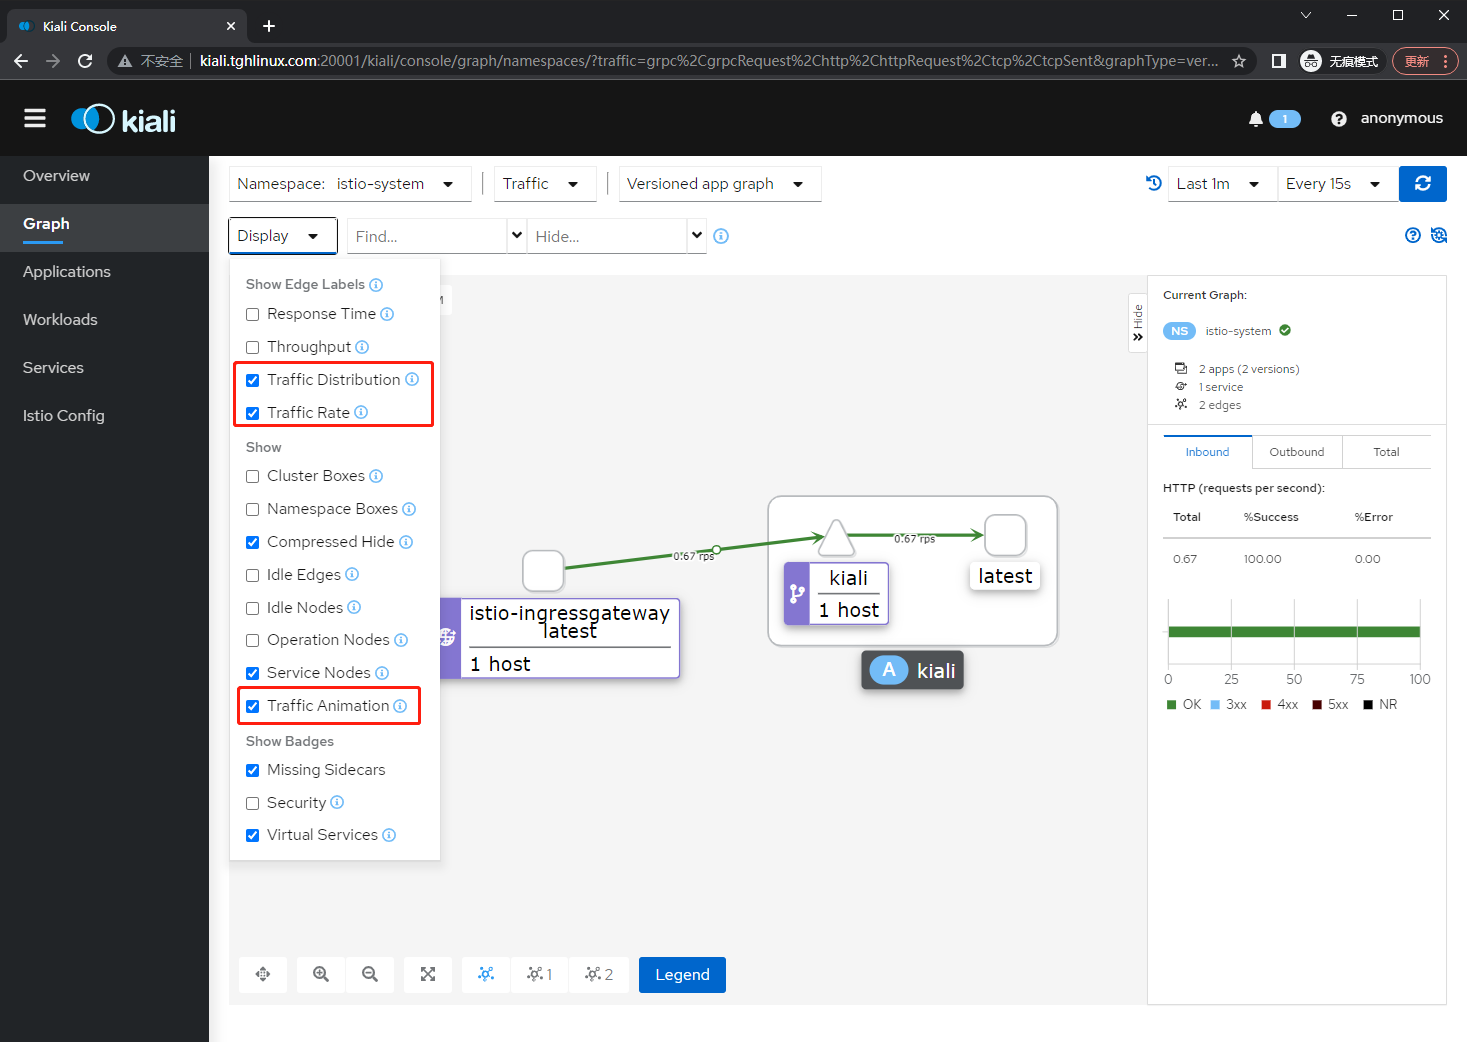 Kiali Console
不安全
kiali.tghlinux.com:20001/kiali/console/graph/namespaces/?traffic=grpc%2CgrpcRequest%2Chttp%2ChttpRequest%2Ctcp%2CtcpSent&graphType=ver...
无痕模式
更新
kiali
1
anonymous
Overview
Graph
Applications
Workloads
Services
Istio Config
Namespace: istio-system
Traffic
Versioned app graph
Last 1m
Every 15s
Display
Find...
Hide...
Show Edge Labels
Response Time
Throughput
Traffic Distribution
Traffic Rate
Show
Cluster Boxes
Namespace Boxes
Compressed Hide
Idle Edges
Idle Nodes
Operation Nodes
Service Nodes
Traffic Animation
Show Badges
Missing Sidecars
Security
Virtual Services
M
0.67 rps
0.67 rps
istio-ingressgateway
latest
1 host
kiali
1 host
latest
A kiali
Hide
Current Graph:
NS istio-system
2 apps (2 versions)
1 service
2 edges
Inbound
Outbound
Total
HTTP (requests per second):
Total %Success %Error
0.67 100.00 0.00
0 25 50 75 100
OK 3xx 4xx 5xx NR
1
2
Legend